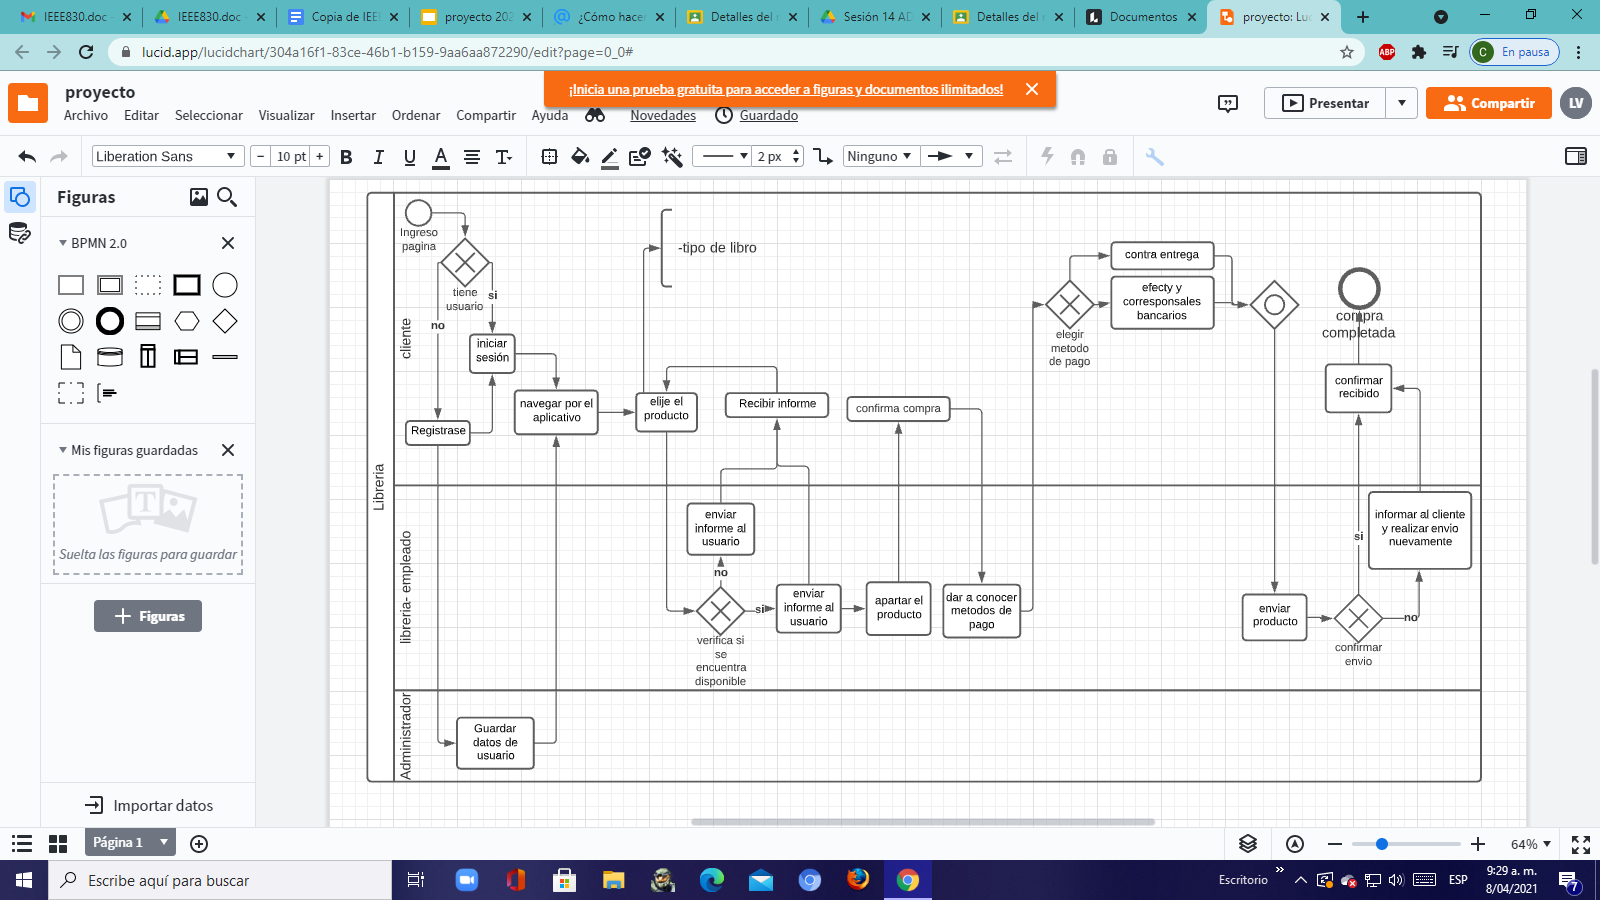 IEEE830.doc
IEEE830.doc
Copia de IEE
proyecto 202
¿Cómo hace
Detalles del
Sesión 14 AD
Detalles del
Documentos
proyecto: Luc
lucid.app/lucidchart/304a16f1-83ce-46b1-b159-9aa6aa872290/edit?page=0_0#
ABP
C
En pausa
¡Inicia una prueba gratuita para acceder a figuras y documentos ilimitados!
proyecto
Archivo Editar Seleccionar Visualizar Insertar Ordenar Compartir Ayuda Novedades Guardado
Presentar
Compartir
LV
Liberation Sans
10 pt
B I U A T
2 px
Ninguno
Figuras
BPMN 2.0
Mis figuras guardadas
T
Suelta las figuras para guardar
+ Figuras
Importar datos
Libreria
cliente
libreria- empleado
Administrador
Ingreso
pagina
tiene
usuario
si
no
iniciar
sesión
Registrase
navegar por el
aplicativo
-tipo de libro
elije el
producto
Recibir informe
confirma compra
elegir
metodo
de pago
contra entrega
efecty y
corresponsales
bancarios
compra
completada
confirmar
recibido
enviar
informe al
usuario
no
verifica si
se
encuentra
disponible
si
enviar
informe al
usuario
apartar el
producto
dar a conocer
metodos de
pago
enviar
producto
confirmar
envio
si
no
informar al cliente
y realizar envio
nuevamente
Guardar
datos de
usuario
Página 1
64%
Escribe aquí para buscar
Escritorio
ESP
9:29 a. m.
8/04/2021
7